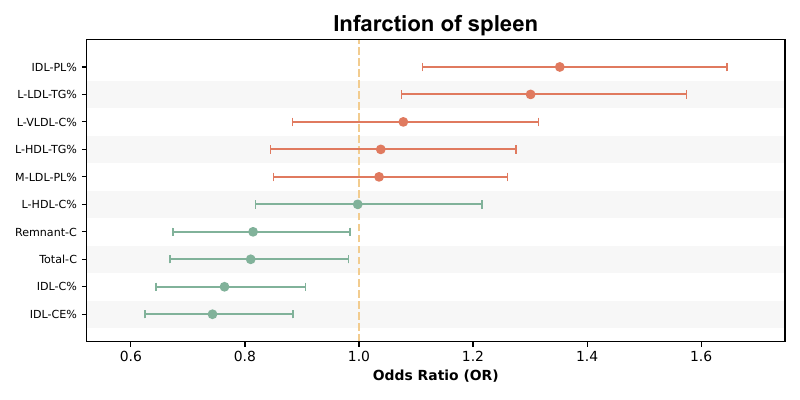 Infarction of spleen
IDL-PL%
L-LDL-TG%
L-VLDL-C%
L-HDL-TG%
M-LDL-PL%
L-HDL-C%
Remnant-C
Total-C
IDL-C%
IDL-CE%
0.6 0.8 1.0 1.2 1.4 1.6
Odds Ratio (OR)